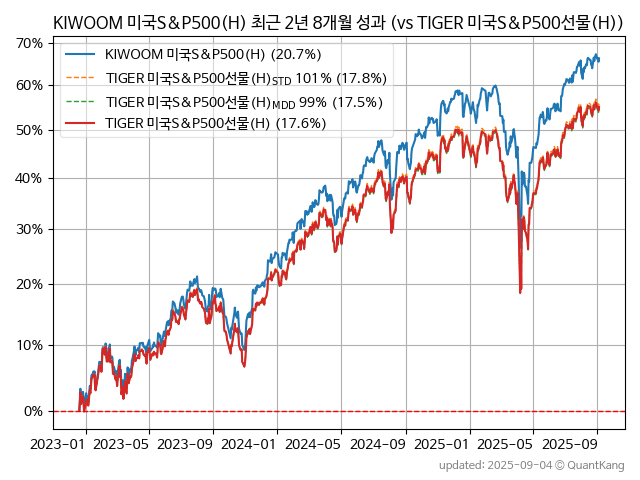 KIWOOM 미국S&P500(H) 최근 2년 8개월 성과 (vs TIGER 미국S&P500선물(H))
70%
60%
50%
40%
30%
20%
10%
0%
KIWOOM 미국S&P500(H) (20.7%)
TIGER 미국S&P500선물(H)STD 101% (17.8%)
TIGER 미국S&P500선물(H)MDD 99% (17.5%)
TIGER 미국S&P500선물(H) (17.6%)
2023-01 2023-05 2023-09 2024-01 2024-05 2024-09 2025-01 2025-05 2025-09
updated: 2025-09-04 © QuantKang